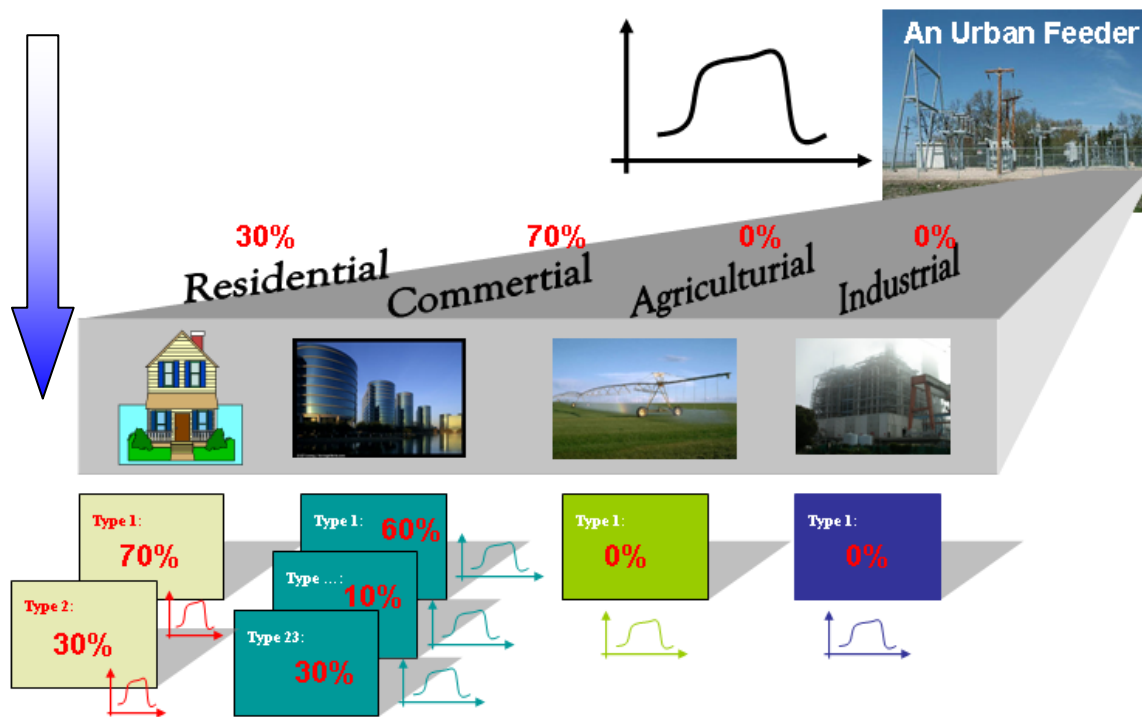 An Urban Feeder
30%
70%
0%
0%
Residential
Commertial
Agriculturial
Industrial
Type 1:
70%
Type 2:
30%
Type 1:
60%
Type ...:
10%
Type 23:
30%
Type 1:
0%
Type 1:
0%